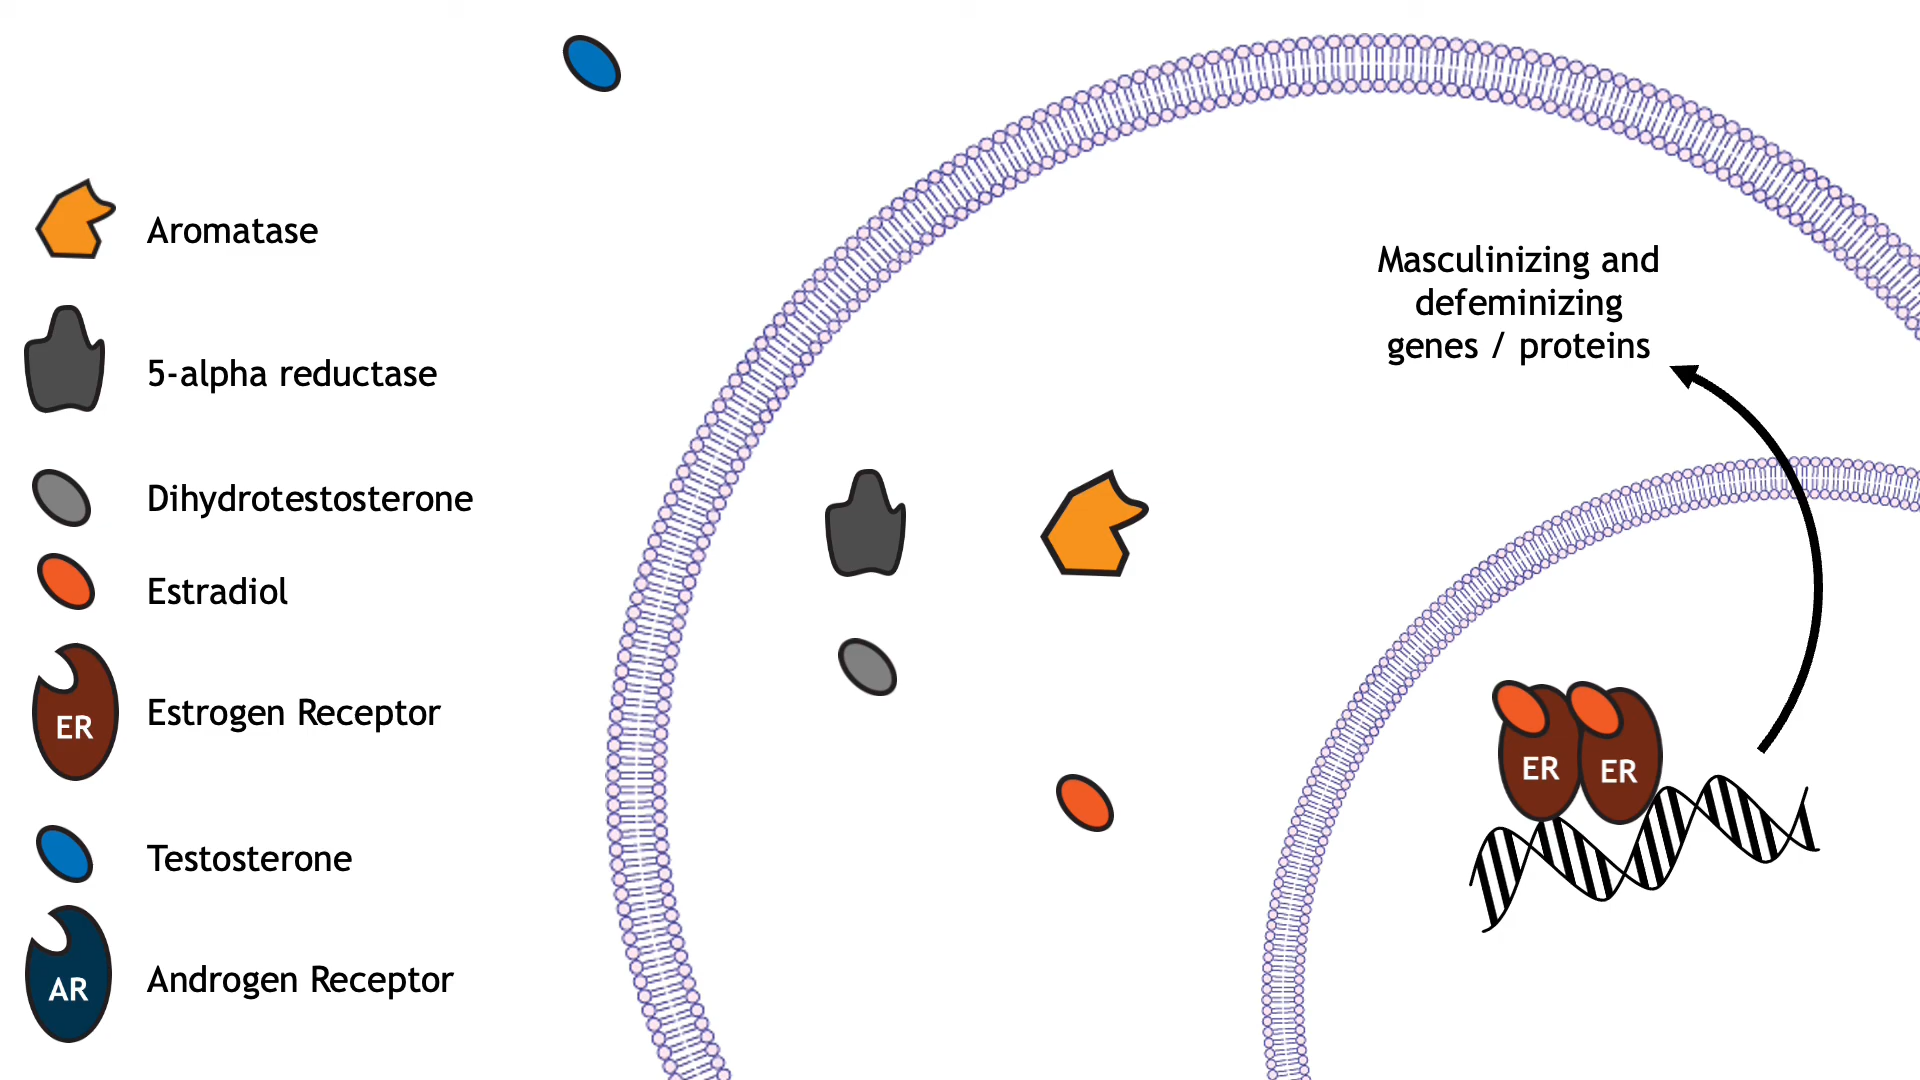 Aromatase
5-alpha reductase
Dihydrotestosterone
Estradiol
ER
Estrogen Receptor
Testosterone
AR
Androgen Receptor
Masculinizing and
defeminizing
genes / proteins
ER
ER